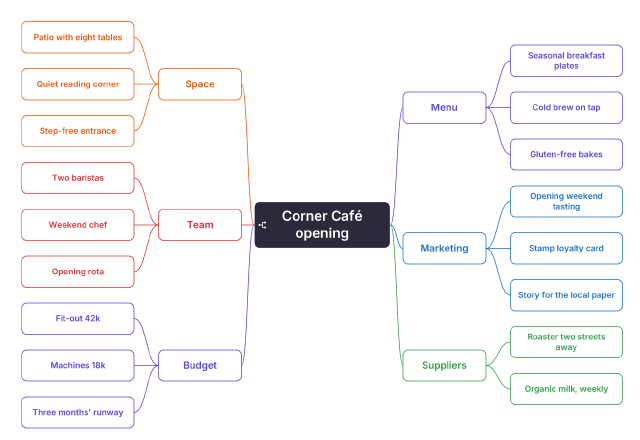 Corner Café
opening
Menu
Seasonal breakfast
plates
Cold brew on tap
Gluten-free bakes
Marketing
Opening weekend
tasting
Stamp loyalty card
Story for the local paper
Suppliers
Roaster two streets
away
Organic milk, weekly
Space
Patio with eight tables
Quiet reading corner
Step-free entrance
Team
Two baristas
Weekend chef
Opening rota
Budget
Fit-out 42k
Machines 18k
Three months' runway